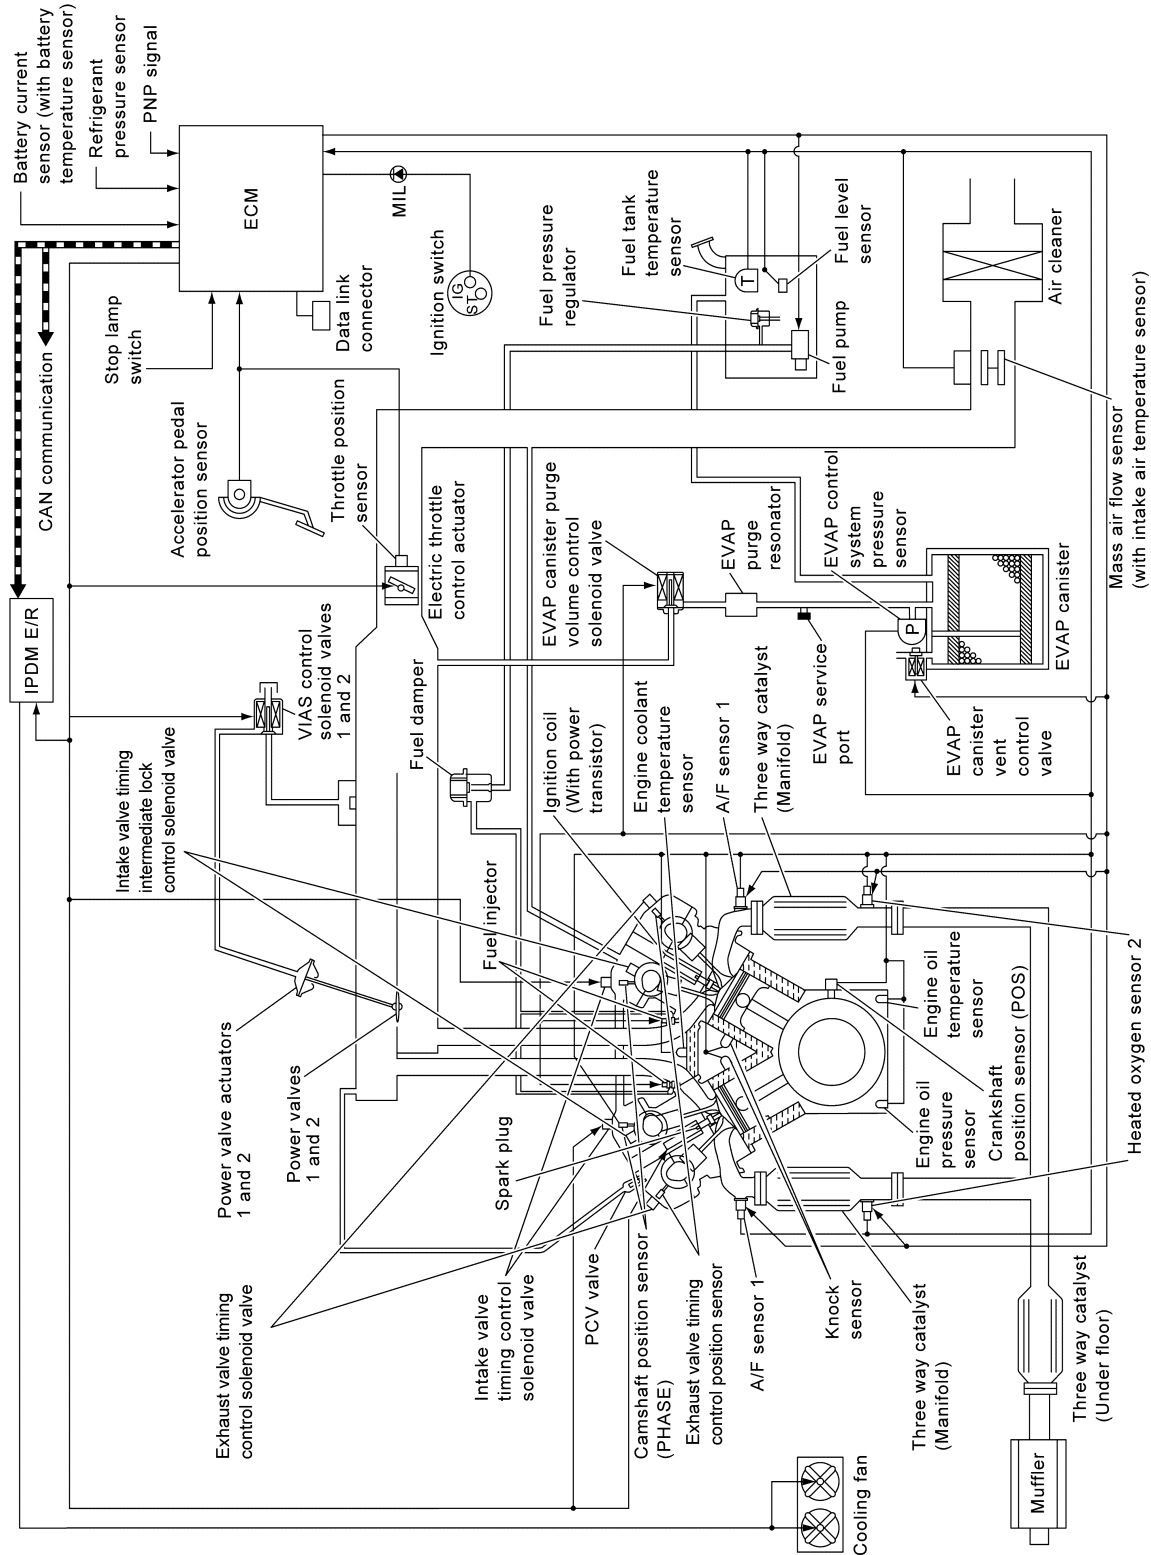 Battery current
sensor (with battery
temperature sensor)
Refrigerant
pressure sensor
PNP signal
ECM
MIL
Ignition switch
IG
ST
Data link
connector
Stop lamp
switch
CAN communication
Accelerator pedal
position sensor
Throttle position
sensor
Electric throttle
control actuator
IPDM E/R
VIAS control
solenoid valves
1 and 2
Fuel tank
temperature
sensor
T
Fuel level
sensor
Fuel pressure
regulator
Fuel pump
Air cleaner
Mass air flow sensor
(with intake air temperature sensor)
EVAP canister purge
volume control
solenoid valve
EVAP
purge
resonator
EVAP control
system
pressure
sensor
P
EVAP canister
EVAP service
port
EVAP
canister
vent
control
valve
Fuel damper
Intake valve timing
intermediate lock
control solenoid valve
Ignition coil
(With power
transistor)
Engine coolant
temperature
sensor
A/F sensor 1
Three way catalyst
(Manifold)
Fuel injector
Power valve actuators
1 and 2
Power valves
1 and 2
Spark plug
Engine oil
temperature
sensor
Engine oil
pressure
sensor
Crankshaft
position sensor (POS)
Heated oxygen sensor 2
Exhaust valve timing
control solenoid valve
Intake valve
timing control
solenoid valve
PCV valve
Camshaft position sensor
(PHASE)
Exhaust valve timing
control position sensor
A/F sensor 1
Knock
sensor
Three way catalyst
(Manifold)
Three way catalyst
(Under floor)
Muffler
Cooling fan